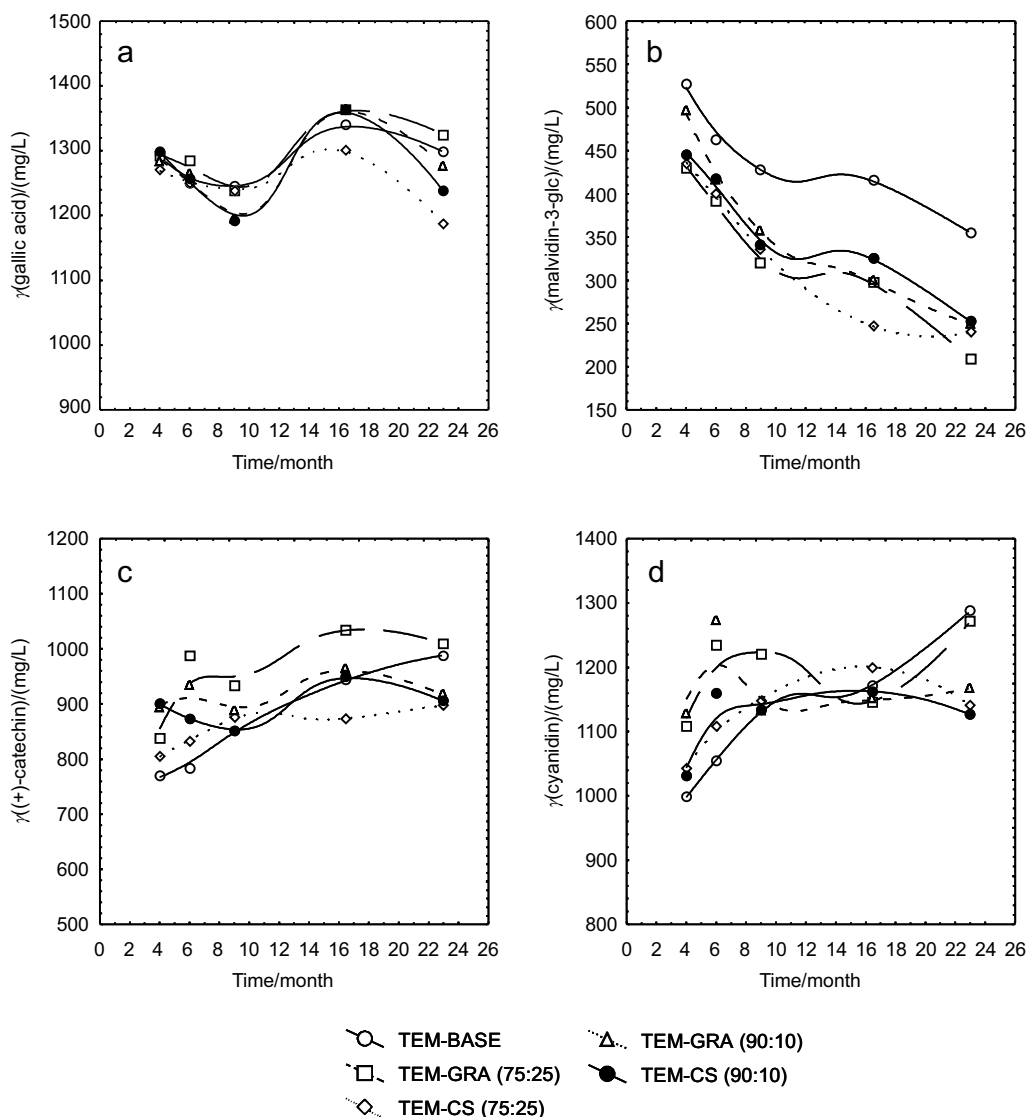 1500
1400
1300
1200
1100
1000
900
γ(gallic acid)/(mg/L)
a
0 2 4 6 8 10 12 14 16 18 20 22 24 26
Time/month
600
550
500
450
400
350
300
250
200
150
γ(malvidin-3-glc)/(mg/L)
b
0 2 4 6 8 10 12 14 16 18 20 22 24 26
Time/month
1200
1100
1000
900
800
700
600
500
γ((+)-catechin)/(mg/L)
c
0 2 4 6 8 10 12 14 16 18 20 22 24 26
Time/month
1400
1300
1200
1100
1000
900
800
γ(cyanidin)/(mg/L)
d
0 2 4 6 8 10 12 14 16 18 20 22 24 26
Time/month
TEM-BASE
TEM-GRA (75:25)
TEM-CS (75:25)
TEM-GRA (90:10)
TEM-CS (90:10)